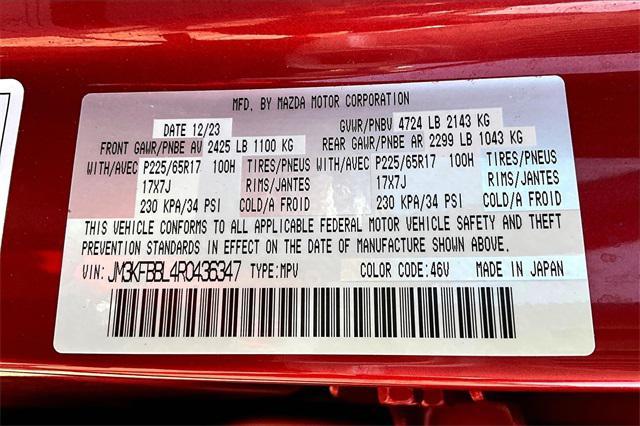 MFD. BY MAZDA MOTOR CORPORATION
DATE 12/23 GVWR/PNBV 4724 LB 2143 KG
FRONT GAWR/PNBE AV 2425 LB 1100 KG REAR GAWR/PNBE AR 2299 LB 1043 KG
WITH/AVEC P225/65R17 100H TIRES/PNEUS WITH/AVEC P225/65R17 100H TIRES/PNEUS
17X7J RIMS/JANTES 17X7J RIMS/JANTES
230 KPA/34 PSI COLD/A FROID 230 KPA/34 PSI COLD/A FROID
THIS VEHICLE CONFORMS TO ALL APPLICABLE FEDERAL MOTOR VEHICLE SAFETY AND THEFT
PREVENTION STANDARDS IN EFFECT ON THE DATE OF MANUFACTURE SHOWN ABOVE.
VIN: JM3KFBBL4R0436347 TYPE:MPV COLOR CODE:46V MADE IN JAPAN